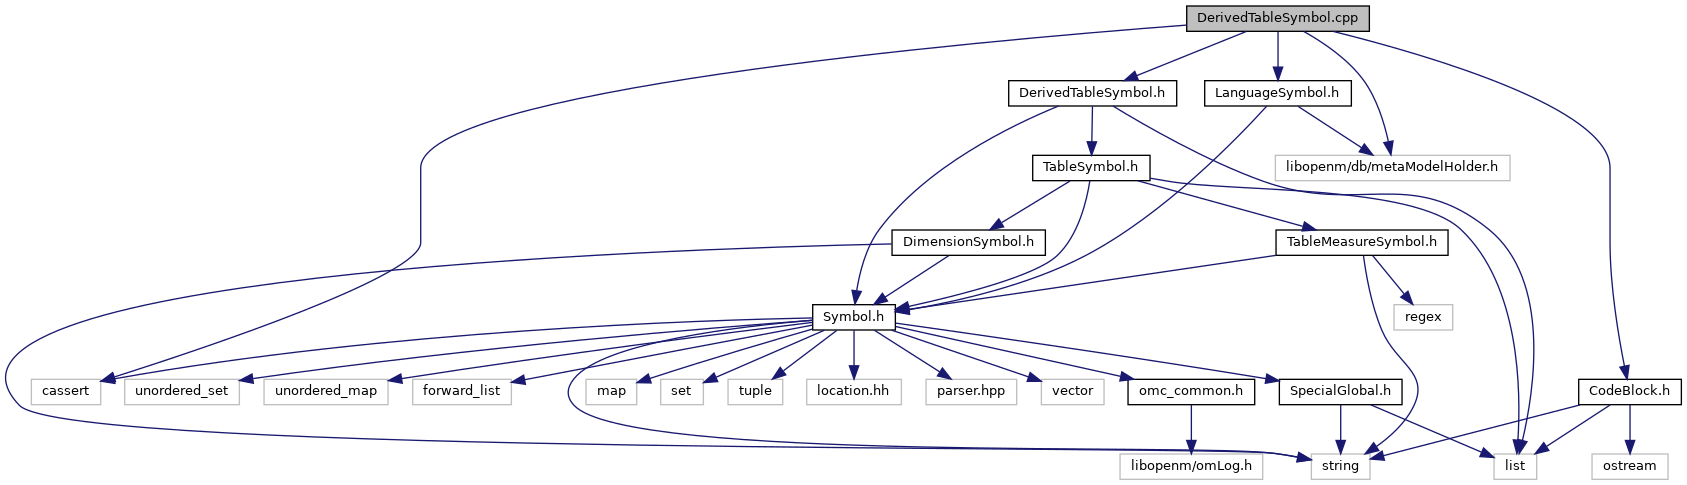 DerivedTableSymbol.cpp
DerivedTableSymbol.h
LanguageSymbol.h
TableSymbol.h
libopenm/db/metaModelHolder.h
DimensionSymbol.h
TableMeasureSymbol.h
Symbol.h
regex
cassert
unordered_set
unordered_map
forward_list
map
set
tuple
location.hh
parser.hpp
vector
omc_common.h
SpecialGlobal.h
CodeBlock.h
libopenm/omLog.h
string
list
ostream